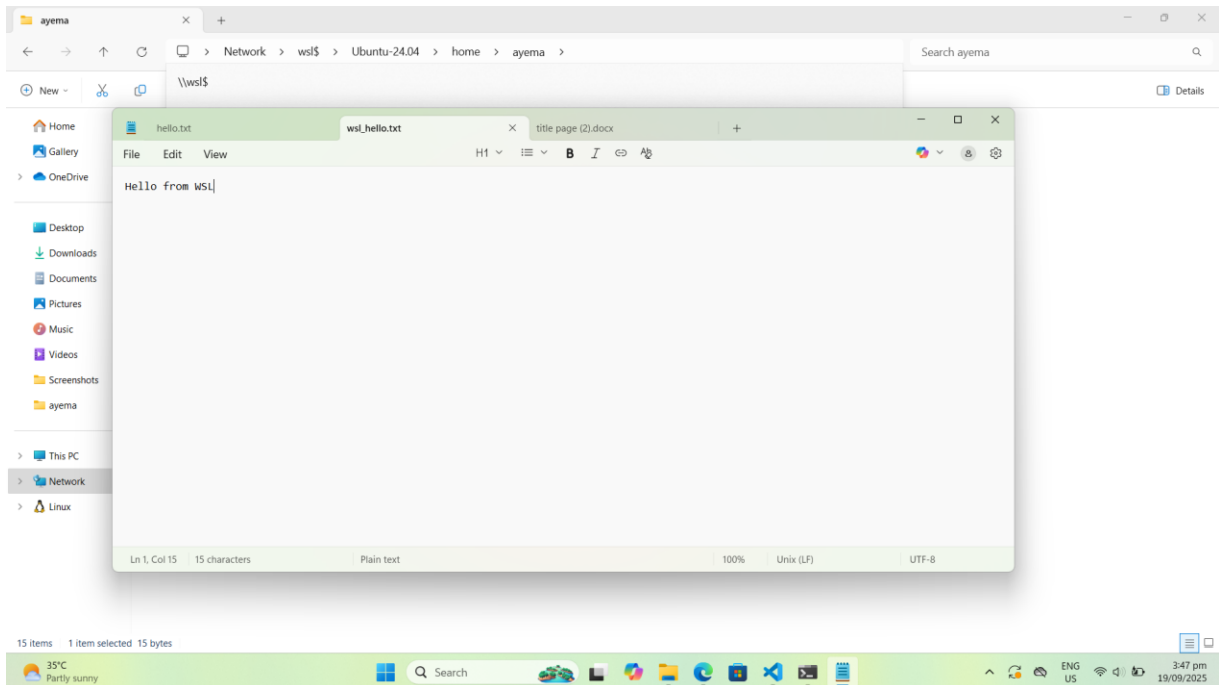 ayema
Network > wsl$ > Ubuntu-24.04 > home > ayema >
Search ayema
New
\\wsl$
Details
Home
Gallery
OneDrive
Desktop
Downloads
Documents
Pictures
Music
Videos
Screenshots
ayema
This PC
Network
Linux
hello.txt
wsl_hello.txt
title page (2).docx
File Edit View
H1
B I
Hello from WSL
Ln 1, Col 15 15 characters Plain text 100% Unix (LF) UTF-8
15 items 1 item selected 15 bytes
35°C
Partly sunny
Search
ENG
US
3:47 pm
19/09/2025